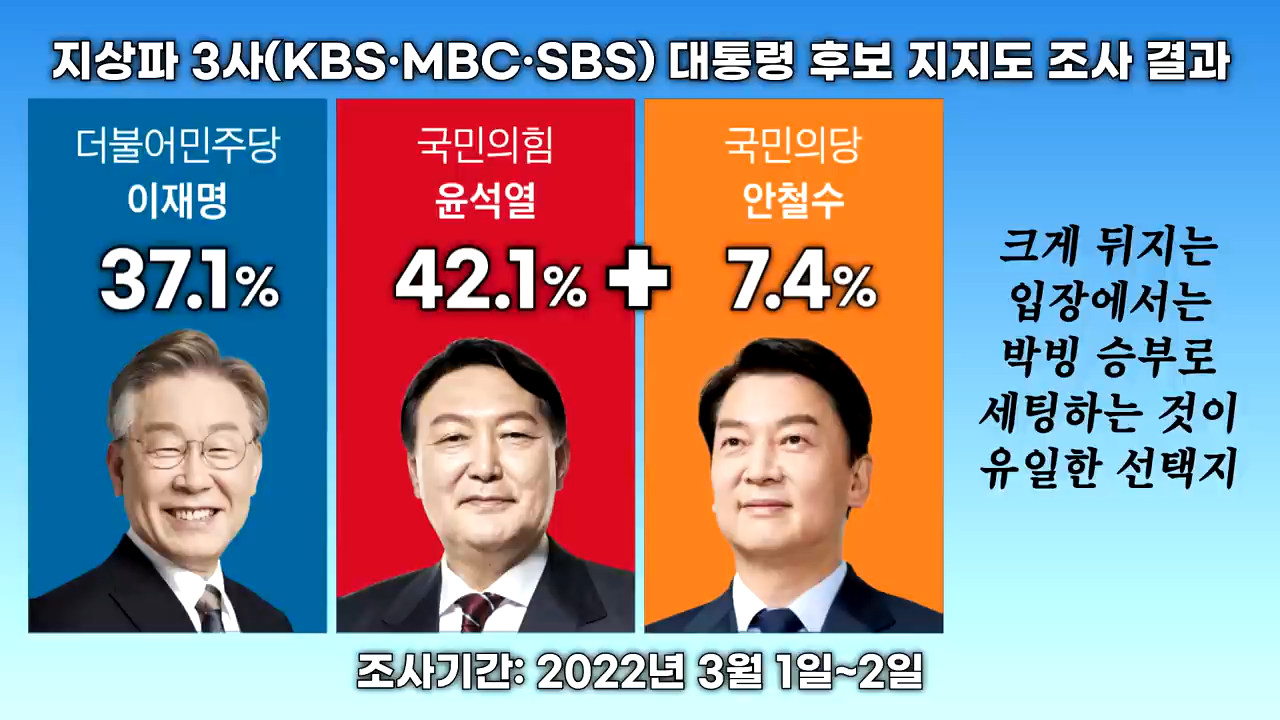 지상파 3사(KBS·MBC·SBS) 대통령 후보 지지도 조사 결과
더불어민주당
이재명
37.1%
국민의힘
윤석열
42.1% +
국민의당
안철수
7.4%
크게 뒤지는
입장에서는
박빙 승부로
세팅하는 것이
유일한 선택지
조사기간: 2022년 3월 1일~2일